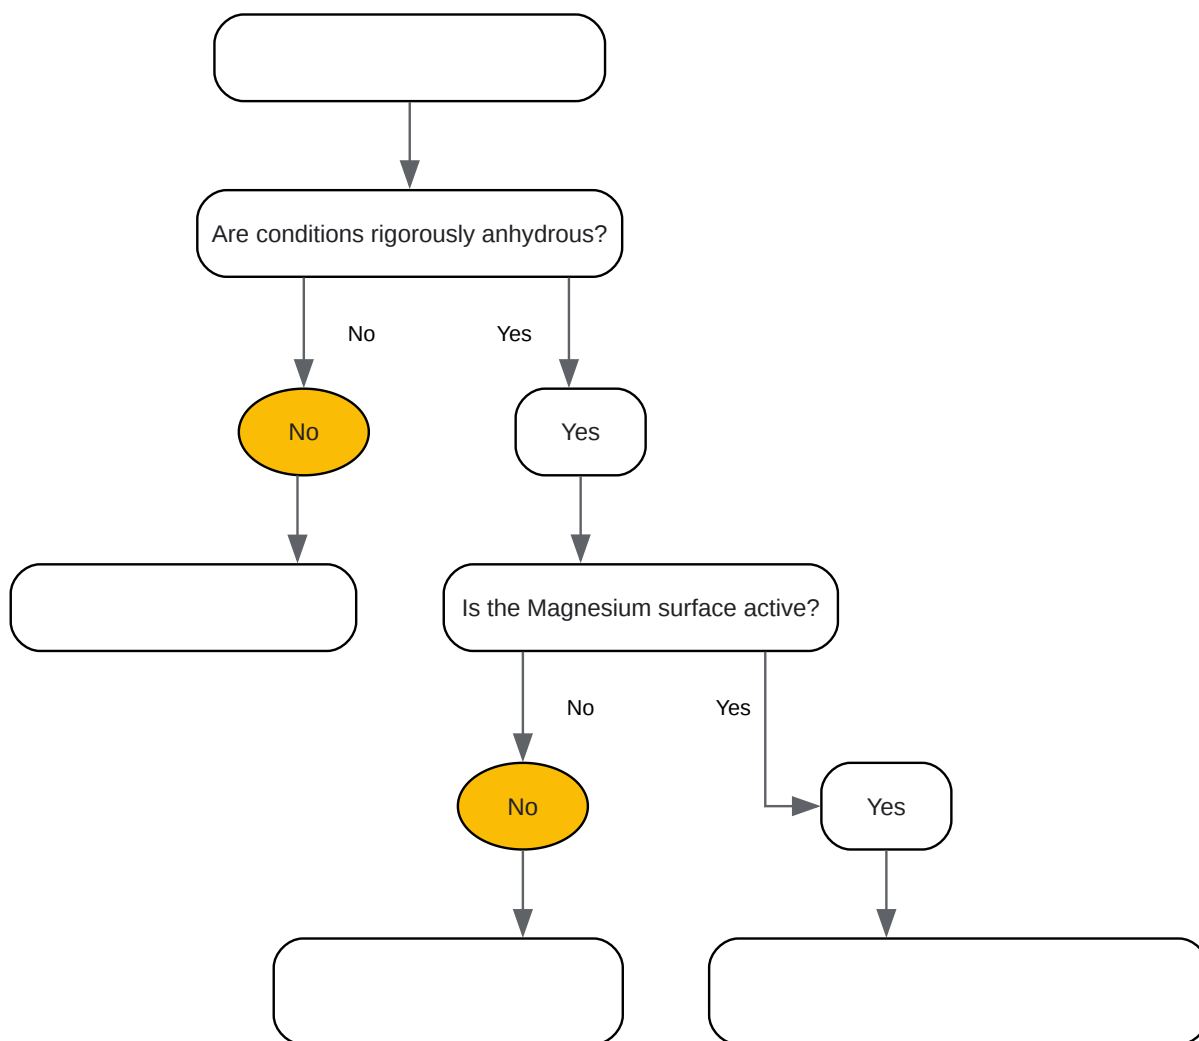 Are conditions rigorously anhydrous?
No
Yes
No
Yes
Is the Magnesium surface active?
No
Yes
No
Yes